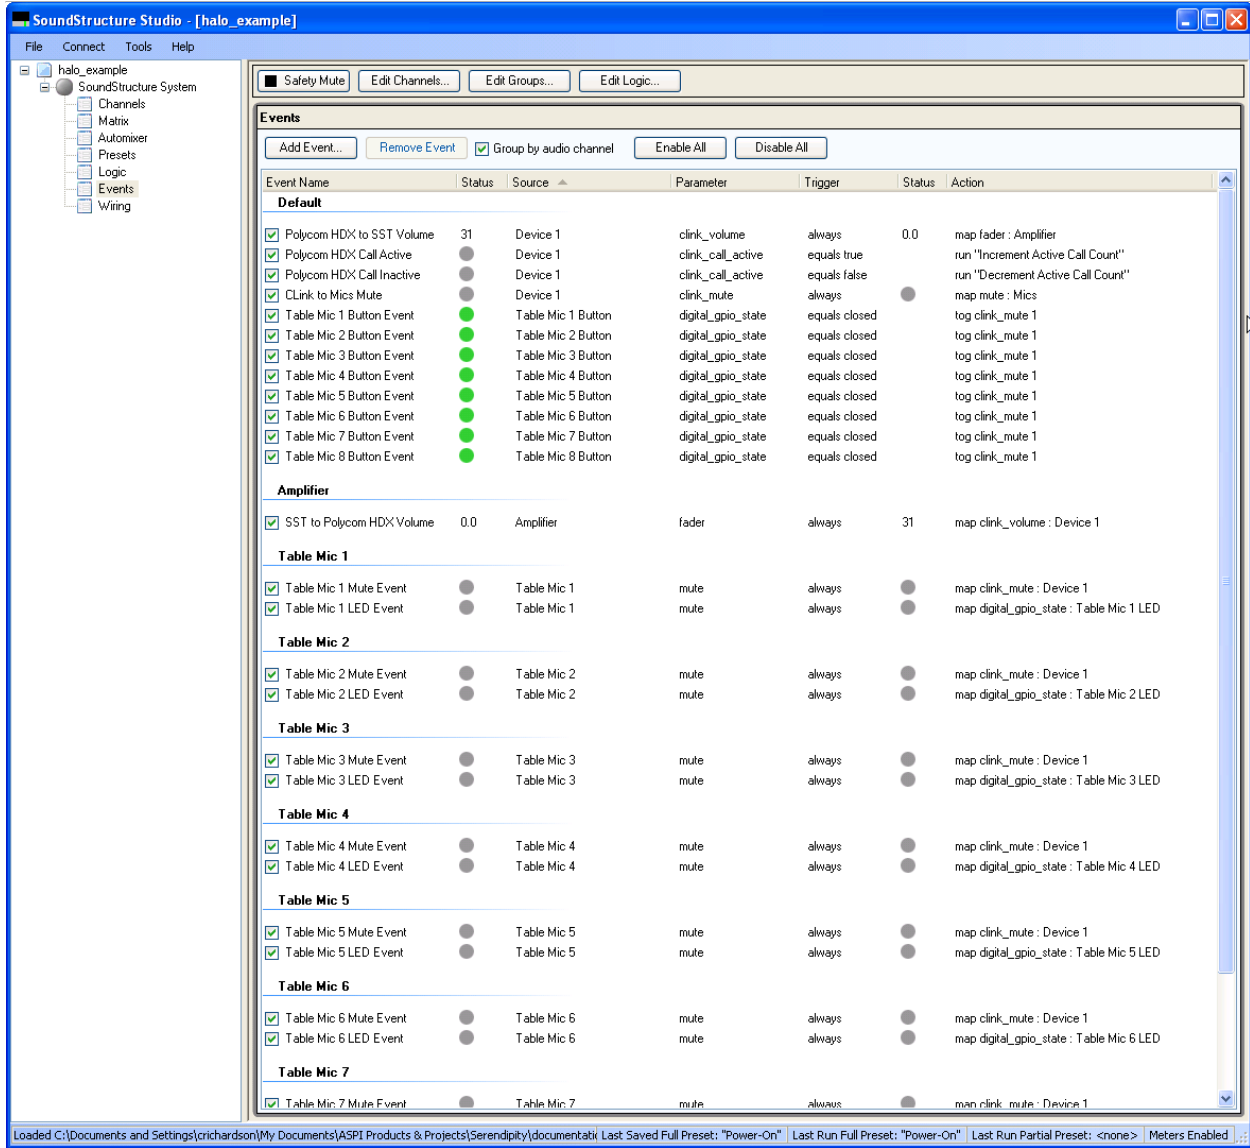 SoundStructure Studio - [halo_example]
File Connect Tools Help
halo_example
SoundStructure System
Channels
Matrix
Automixer
Presets
Logic
Events
Wiring
Safety Mute Edit Channels... Edit Groups... Edit Logic...
Events
Add Event... Remove Event Group by audio channel Enable All Disable All
Event Name Status Source Parameter Trigger Status Action
Default
Polycom HDX to SST Volume 31 Device 1 clink_volume always 0.0 map fader : Amplifier
Polycom HDX Call Active Device 1 clink_call_active equals true run "Increment Active Call Count"
Polycom HDX Call Inactive Device 1 clink_call_active equals false run "Decrement Active Call Count"
CLink to Mics Mute Device 1 clink_mute always map mute : Mics
Table Mic 1 Button Event Table Mic 1 Button digital_gpio_state equals closed tog clink_mute 1
Table Mic 2 Button Event Table Mic 2 Button digital_gpio_state equals closed tog clink_mute 1
Table Mic 3 Button Event Table Mic 3 Button digital_gpio_state equals closed tog clink_mute 1
Table Mic 4 Button Event Table Mic 4 Button digital_gpio_state equals closed tog clink_mute 1
Table Mic 5 Button Event Table Mic 5 Button digital_gpio_state equals closed tog clink_mute 1
Table Mic 6 Button Event Table Mic 6 Button digital_gpio_state equals closed tog clink_mute 1
Table Mic 7 Button Event Table Mic 7 Button digital_gpio_state equals closed tog clink_mute 1
Table Mic 8 Button Event Table Mic 8 Button digital_gpio_state equals closed tog clink_mute 1
Amplifier
SST to Polycom HDX Volume 0.0 Amplifier fader always 31 map clink_volume : Device 1
Table Mic 1
Table Mic 1 Mute Event Table Mic 1 mute always map clink_mute : Device 1
Table Mic 1 LED Event Table Mic 1 mute always map digital_gpio_state : Table Mic 1 LED
Table Mic 2
Table Mic 2 Mute Event Table Mic 2 mute always map clink_mute : Device 1
Table Mic 2 LED Event Table Mic 2 mute always map digital_gpio_state : Table Mic 2 LED
Table Mic 3
Table Mic 3 Mute Event Table Mic 3 mute always map clink_mute : Device 1
Table Mic 3 LED Event Table Mic 3 mute always map digital_gpio_state : Table Mic 3 LED
Table Mic 4
Table Mic 4 Mute Event Table Mic 4 mute always map clink_mute : Device 1
Table Mic 4 LED Event Table Mic 4 mute always map digital_gpio_state : Table Mic 4 LED
Table Mic 5
Table Mic 5 Mute Event Table Mic 5 mute always map clink_mute : Device 1
Table Mic 5 LED Event Table Mic 5 mute always map digital_gpio_state : Table Mic 5 LED
Table Mic 6
Table Mic 6 Mute Event Table Mic 6 mute always map clink_mute : Device 1
Table Mic 6 LED Event Table Mic 6 mute always map digital_gpio_state : Table Mic 6 LED
Table Mic 7
Table Mic 7 Mute Event Table Mic 7 mute always map clink_mute : Device 1
Loaded C:\Documents and Settings\crichardson\My Documents\ASPI Products & Projects\Serendipity\documentati Last Saved Full Preset: "Power-On" Last Run Full Preset: "Power-On" Last Run Partial Preset: <none> Meters Enabled